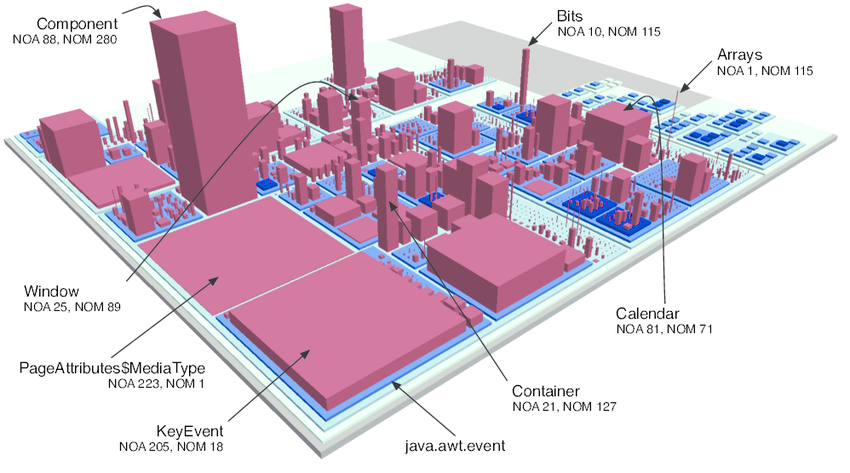 Component
NOA 88, NOM 280
Bits
NOA 10, NOM 115
Arrays
NOA 1, NOM 115
Window
NOA 25, NOM 89
Calendar
NOA 81, NOM 71
PageAttributes$MediaType
NOA 223, NOM 1
Container
NOA 21, NOM 127
KeyEvent
NOA 205, NOM 18
java.awt.event